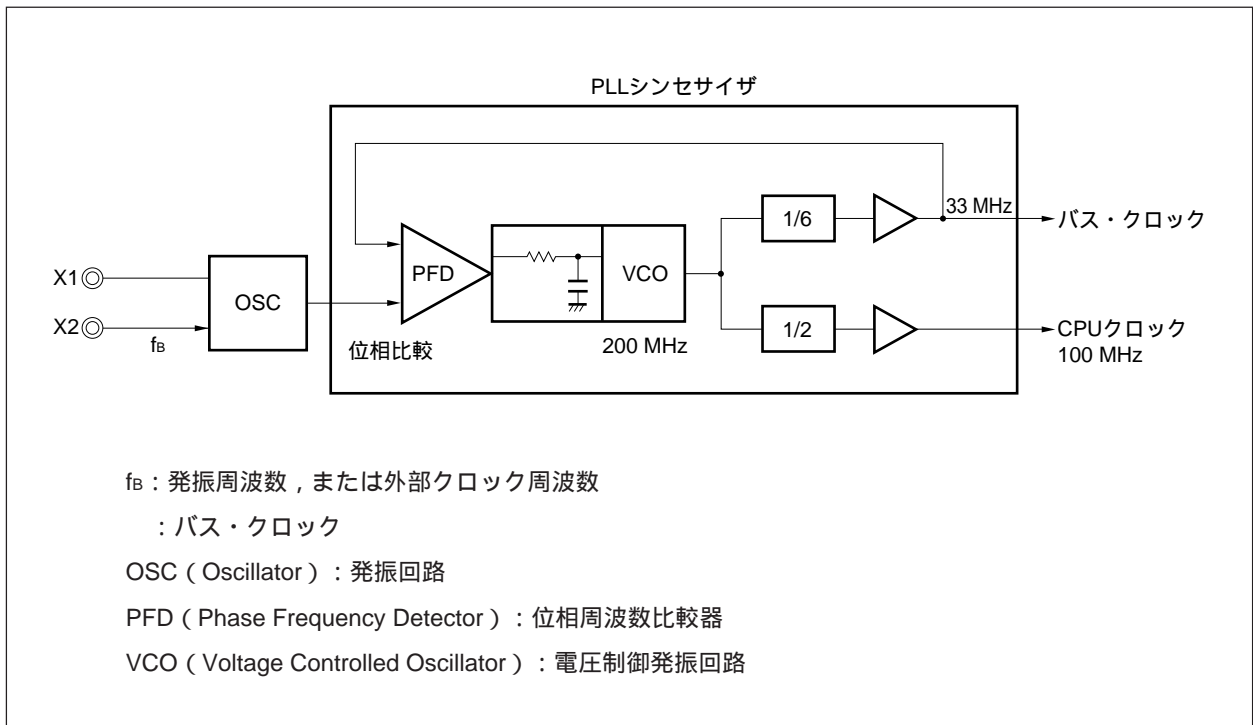 PLLシンセサイザ
33 MHz
バス・クロック
1/6
X1
PFD
VCO
OSC
X2
fB
1/2
CPUクロック
100 MHz
位相比較
200 MHz
fB：発振周波数，または外部クロック周波数
：バス・クロック
OSC（Oscillator）：発振回路
PFD（Phase Frequency Detector）：位相周波数比較器
VCO（Voltage Controlled Oscillator）：電圧制御発振回路